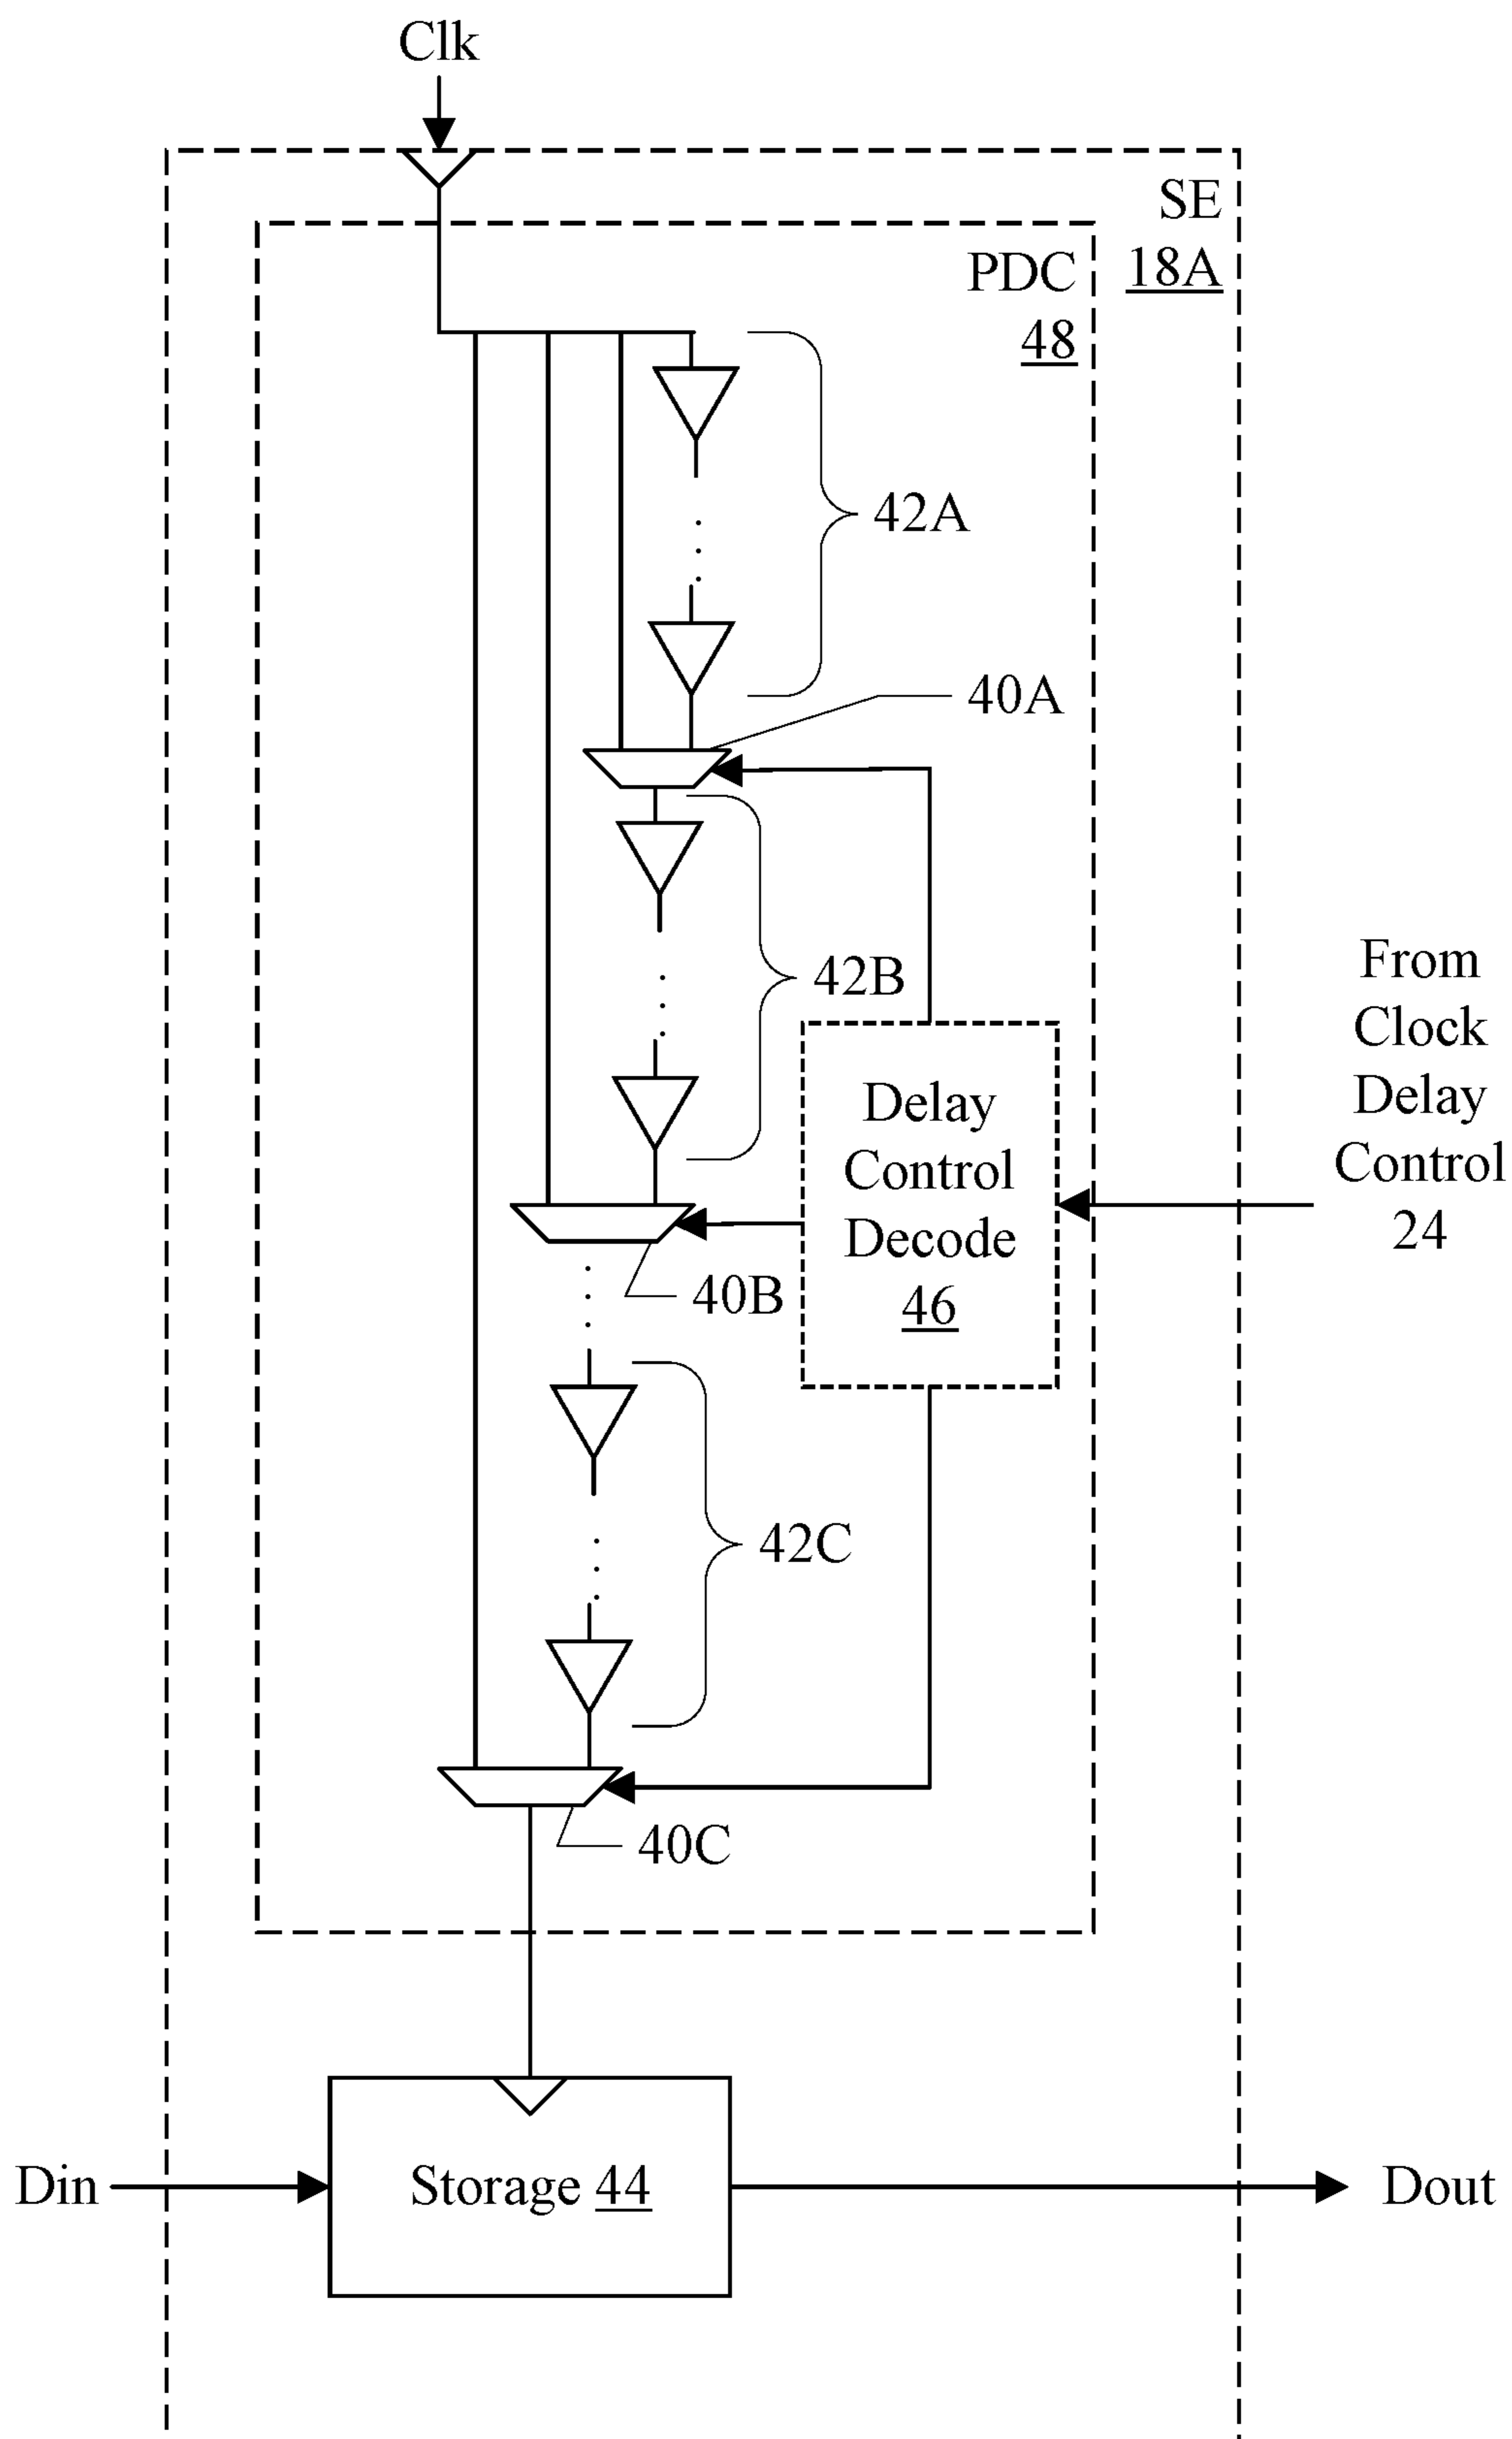 Clk
SE
18A
PDC
48
42A
40A
42B
From
Clock
Delay
Control
24
Delay
Control
Decode
46
40B
42C
40C
Din
Storage 44
Dout